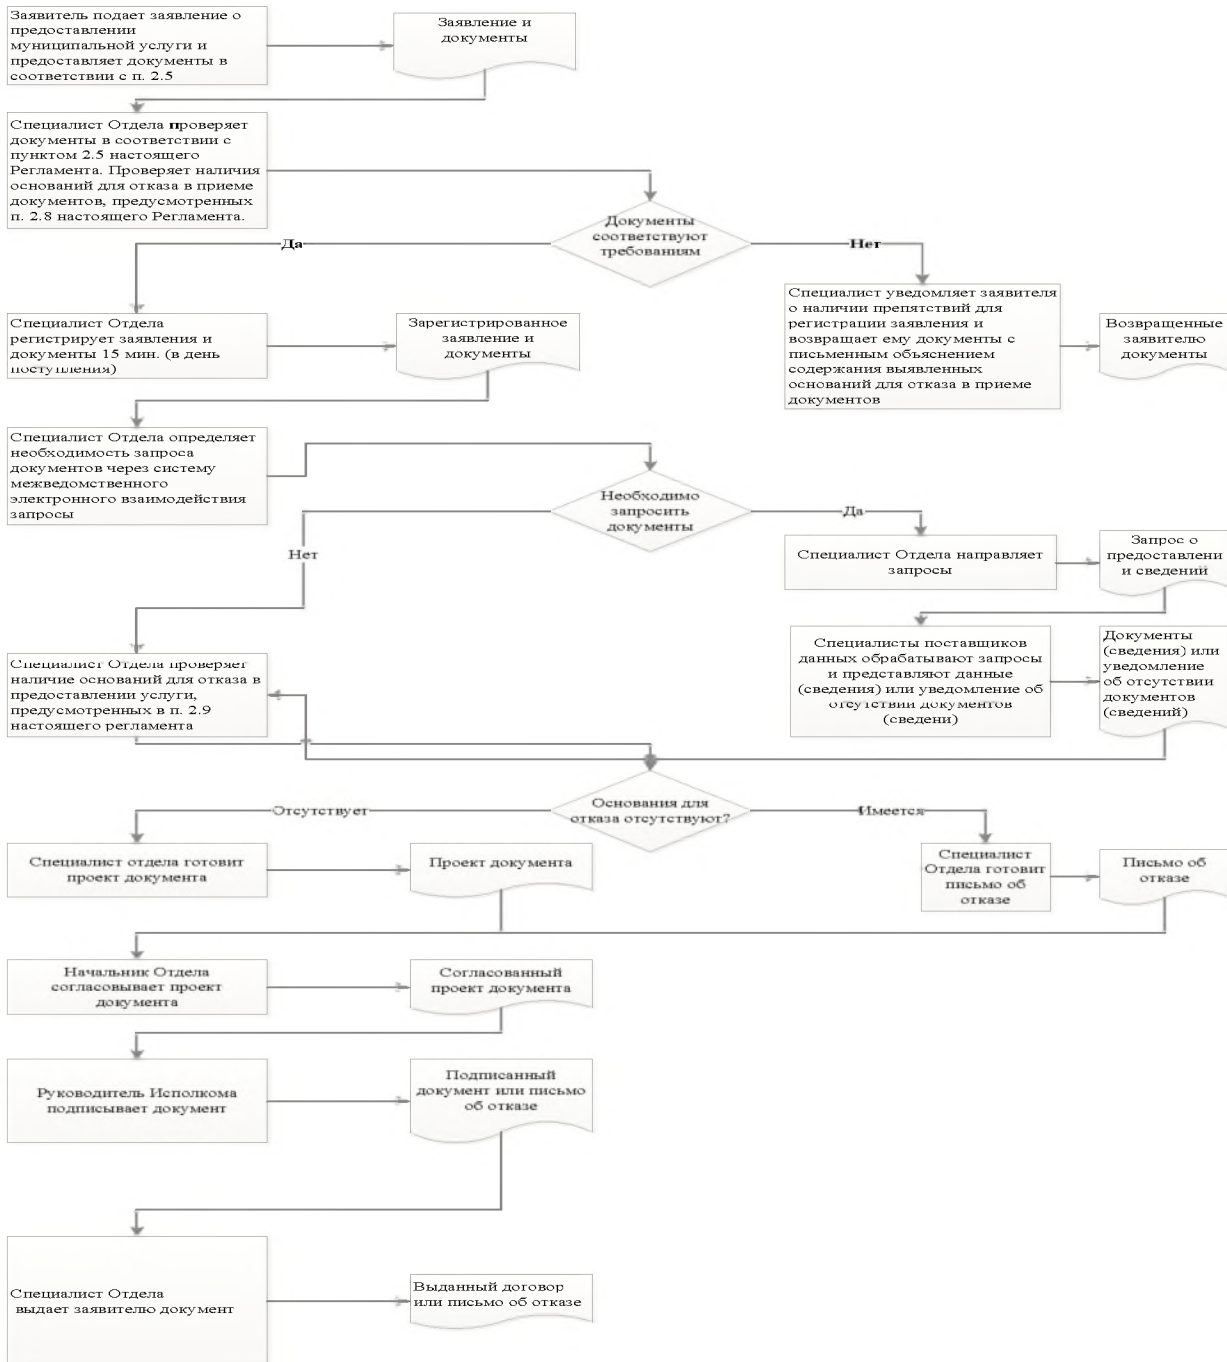 Заявитель подает заявление о
предоставлении
муниципальной услуги и
предоставляет документы в
соответствии с п. 2.5
Заявление и
документы
Специалист Отдела проверяет
документы в соответствии с
пунктом 2.5 настоящего
Регламента. Проверяет наличия
оснований для отказа в приеме
документов, предусмотренных
п. 2.8 настоящего Регламента.
Документы
соответствуют
требованиям
Да
Нет
Специалист Отдела
регистрирует заявления и
документы 15 мин. (в день
поступления)
Зарегистрированное
заявление и
документы
Специалист уведомляет заявителя
о наличии препятствий для
регистрации заявления и
возвращает ему документы с
письменным объяснением
содержания выявленных
оснований для отказа в приеме
документов
Возвращенные
заявителю
документы
Специалист Отдела определяет
необходимость запроса
документов через систему
межведомственного
электронного взаимодействия
запросы
Необходимо
запросить
документы
Нет
Да
Специалист Отдела направляет
запросы
Запрос о
предоставлени
и сведений
Специалисты поставщиков
данных обрабатывают запросы
и представляют данные
(сведения) или уведомление об
отсутствии документов
(сведени)
Документы
(сведения) или
уведомление
об отсутствии
документов
(сведений)
Специалист Отдела проверяет
наличие оснований для отказа в
предоставлении услуги,
предусмотренных в п. 2.9
настоящего регламента
Основания для
отказа отсутствуют?
Отсутствует
Имеется
Специалист отдела готовит
проект документа
Проект документа
Специалист
Отдела готовит
письмо об
отказе
Письмо об
отказе
Начальник Отдела
согласовывает проект
документа
Согласованный
проект документа
Руководитель Исполкома
подписывает документ
Подписанный
документ или письмо
об отказе
Специалист Отдела
выдает заявителю документ
Выданный договор
или письмо об отказе